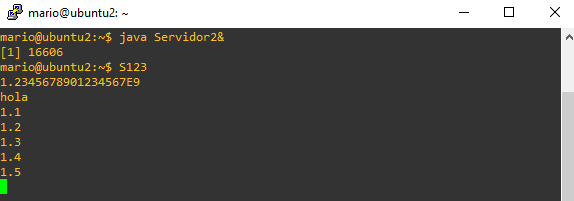 mario@ubuntu2: ~
mario@ubuntu2:~$ java Servidor2&
[1] 16606
mario@ubuntu2:~$ S123
1.2345678901234567E9
hola
1.1
1.2
1.3
1.4
1.5